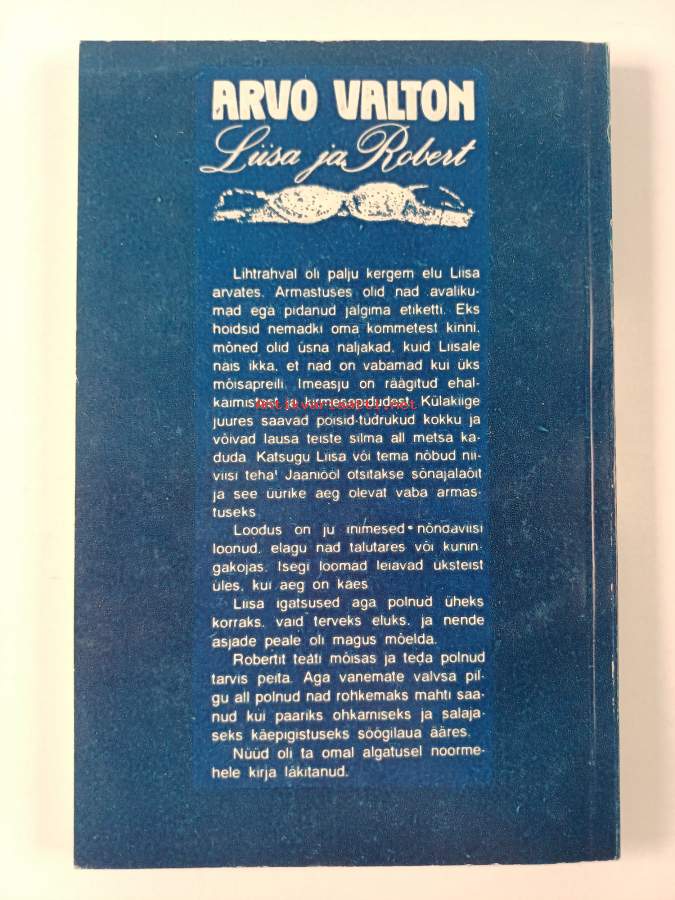 ARVO VALTON
Liisa ja Robert
Lihtrahval oli palju kergem elu Liisa
arvates. Armastuses olid nad avaliku-
mad ega pidanud jälgima etiketti. Eks
hoidsid nemadki oma kommetest kinni,
mõned olid üsna naljakad, kuid Liisale
näis ikka, et nad on vabamad kui üks
mõisapreili. Imeasju on räägitud ehal-
käimistest ja kirmesepidudest. Külakiige
antikvariaatti.net
juures saavad poisid-tüdrukud kokku ja
võivad lausa teiste silma all metsa ka-
duda. Katsugu Liisa või tema nõbud nii-
viisi teha! Jaaniööl otsitakse sõnajalaõit
ja see üürike aeg olevat vaba armas-
tuseks
Loodus on ju inimesed nõndaviisi
loonud, elagu nad talutares või kunin-
gakojas. Isegi loomad leiavad üksteist
üles, kui aeg on käes
Liisa igatsused aga polnud üheks
korraks, vaid terveks eluks, ja nende
asjade peale oli magus mõelda.
Robertit teati mõisas ja teda polnud
tarvis peita. Aga vanemate valvsa pil-
gu all polnud nad rohkemaks mahti saa-
nud kui paariks ohkamiseks ja salaja-
seks käepigistuseks söögilaua ääres.
Nüüd oli ta omal algatusel noorme-
hele kirja läkitanud.